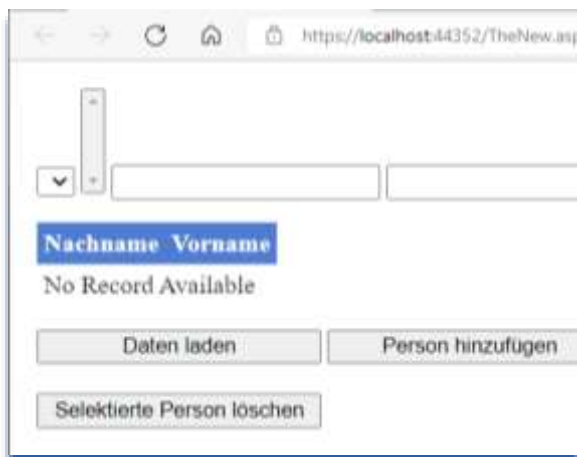 https://localhost:44352/TheNew.asp
Nachname Vorname
No Record Available
Daten laden Person hinzufügen
Selektierte Person löschen